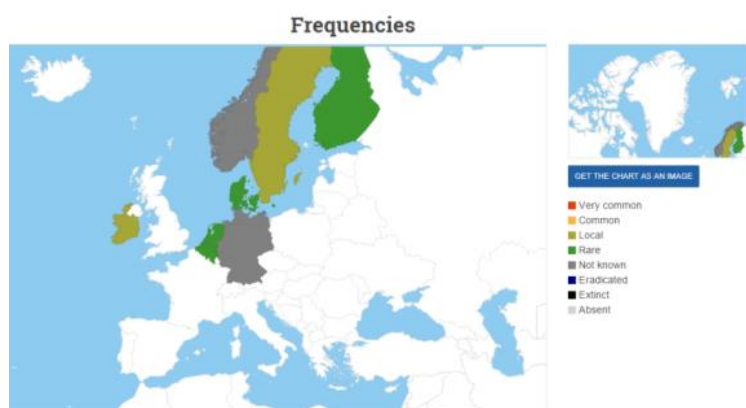 Frequencies
GET THE CHART AS AN IMAGE
Very common
Common
Local
Rare
Not known
Eradicated
Extinct
Absent